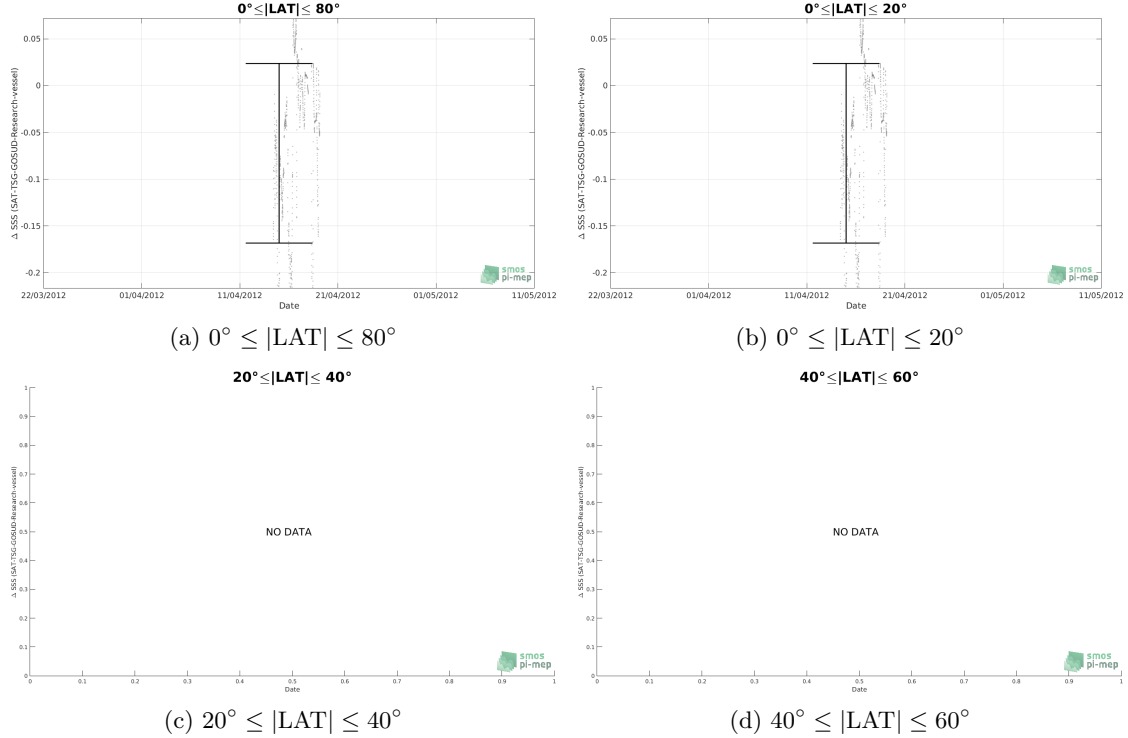 0°≤|LAT|≤ 80°
0.05
0
-0.05
-0.1
-0.15
-0.2
Δ SSS (SAT-TSG-GOSUD-Research-vessel)
22/03/2012 01/04/2012 11/04/2012 21/04/2012 01/05/2012 11/05/2012
Date
smos
pi-mep
(a) 0° ≤ |LAT| ≤ 80°
0°≤|LAT|≤ 20°
0.05
0
-0.05
-0.1
-0.15
-0.2
Δ SSS (SAT-TSG-GOSUD-Research-vessel)
22/03/2012 01/04/2012 11/04/2012 21/04/2012 01/05/2012 11/05/2012
Date
smos
pi-mep
(b) 0° ≤ |LAT| ≤ 20°
20°≤|LAT|≤ 40°
1
0.9
0.8
0.7
0.6
0.5
0.4
0.3
0.2
0.1
0
Δ SSS (SAT-TSG-GOSUD-Research-vessel)
NO DATA
0 0.1 0.2 0.3 0.4 0.5 0.6 0.7 0.8 0.9 1
Date
smos
pi-mep
(c) 20° ≤ |LAT| ≤ 40°
40°≤|LAT|≤ 60°
1
0.9
0.8
0.7
0.6
0.5
0.4
0.3
0.2
0.1
0
Δ SSS (SAT-TSG-GOSUD-Research-vessel)
NO DATA
0 0.1 0.2 0.3 0.4 0.5 0.6 0.7 0.8 0.9 1
Date
smos
pi-mep
(d) 40° ≤ |LAT| ≤ 60°